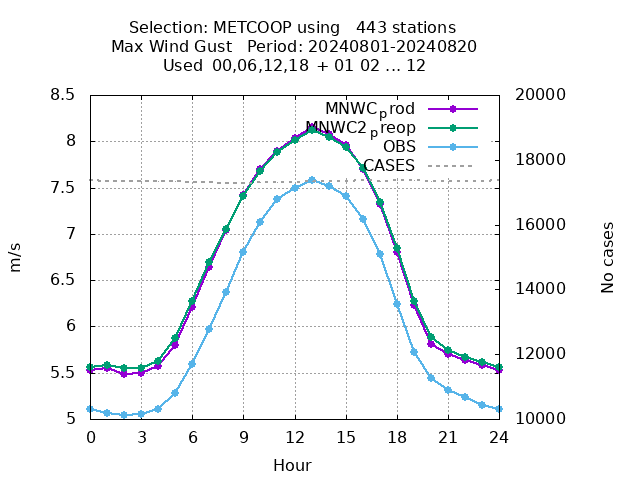 Selection: METCOOP using   443 stations
Max Wind Gust   Period: 20240801-20240820
Used  00,06,12,18 + 01 02 ... 12
MNWCprod
MNWC2preop
OBS
CASES
m/s
8.5
8
7.5
7
6.5
6
5.5
5
20000
18000
16000
14000
12000
10000
No cases
0 3 6 9 12 15 18 21 24
Hour